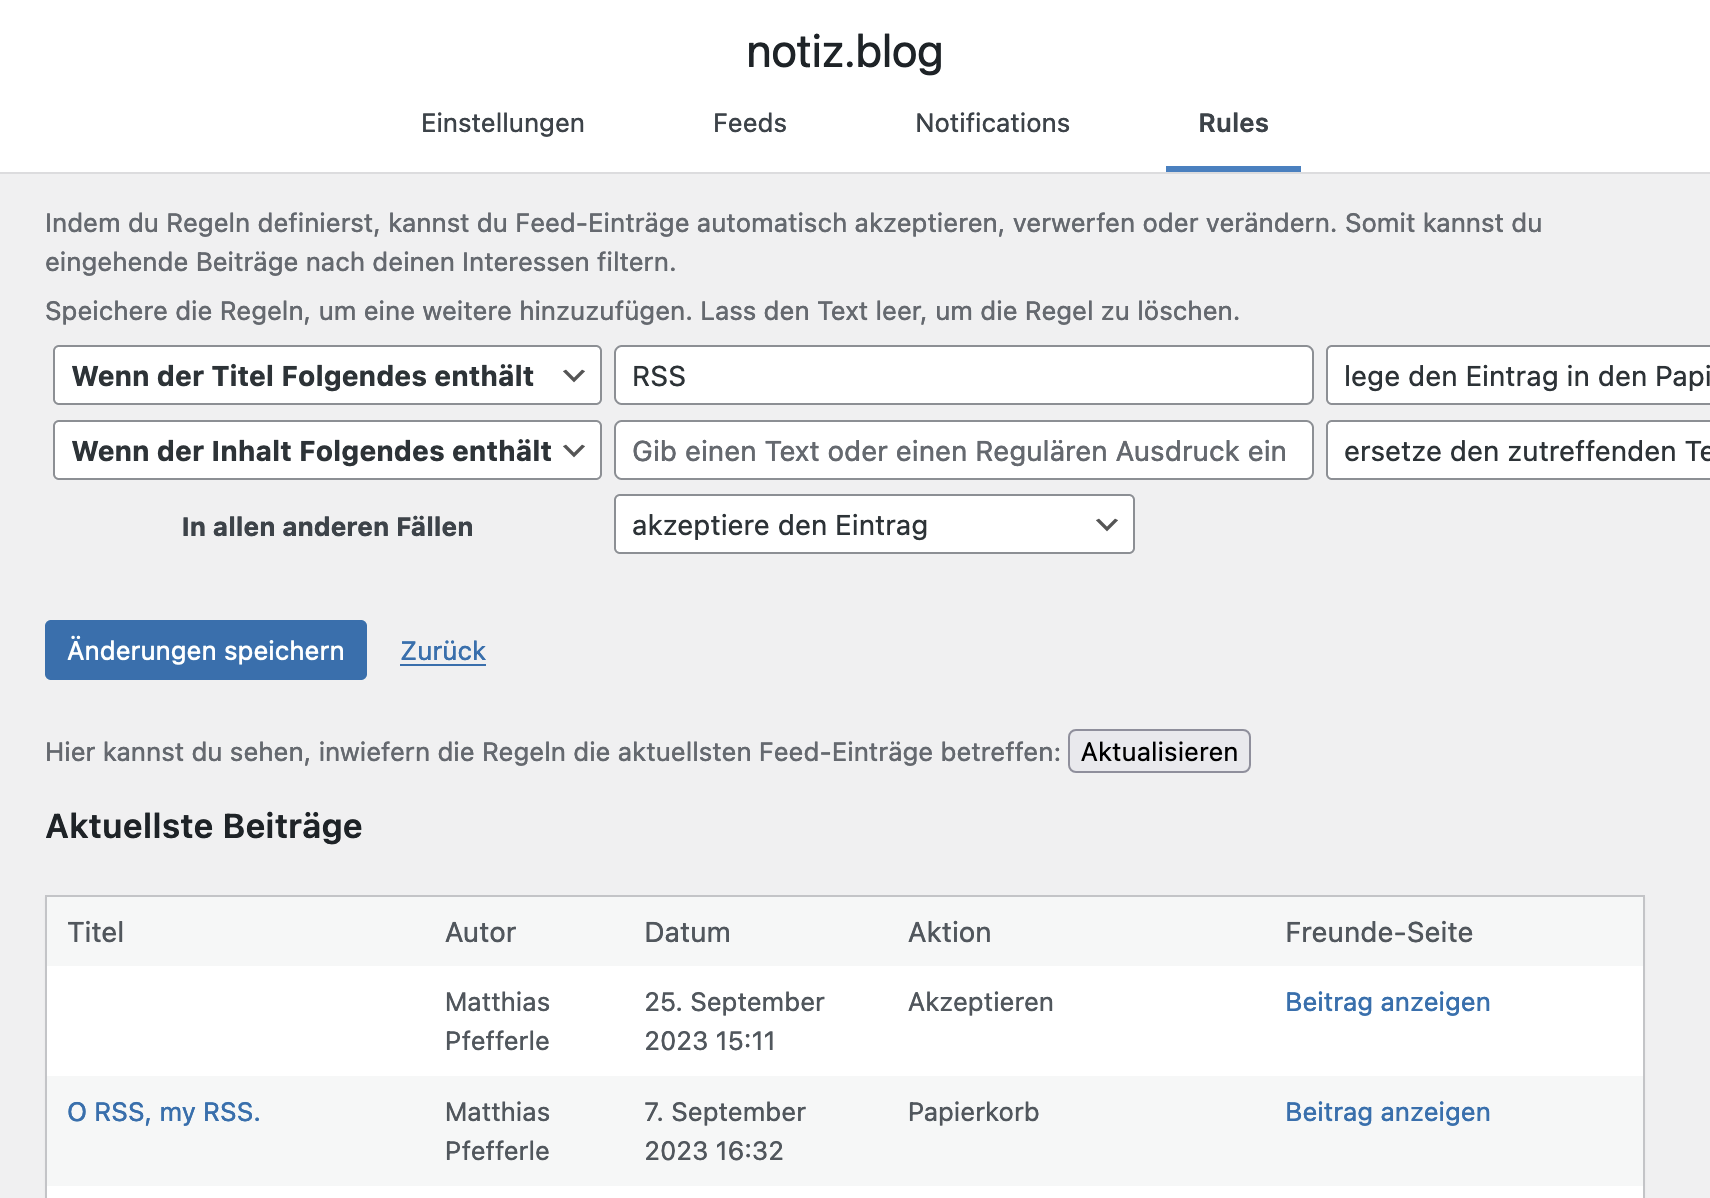 notiz.blog
Einstellungen Feeds Notifications Rules
Indem du Regeln definierst, kannst du Feed-Einträge automatisch akzeptieren, verwerfen oder verändern. Somit kannst du
eingehende Beiträge nach deinen Interessen filtern.
Speichere die Regeln, um eine weitere hinzuzufügen. Lass den Text leer, um die Regel zu löschen.
Wenn der Titel Folgendes enthält RSS lege den Eintrag in den
Wenn der Inhalt Folgendes enthält Gib einen Text oder einen Regulären Ausdruck ein ersetze den zutreffenden
In allen anderen Fällen akzeptiere den Eintrag
Änderungen speichern Zurück
Hier kannst du sehen, inwiefern die Regeln die aktuellsten Feed-Einträge betreffen: Aktualisieren
Aktuellste Beiträge
Titel Autor Datum Aktion Freunde-Seite
Matthias 25. September Akzeptieren Beitrag anzeigen
Pfefferle 2023 15:11
O RSS, my RSS. Matthias 7. September Papierkorb Beitrag anzeigen
Pfefferle 2023 16:32